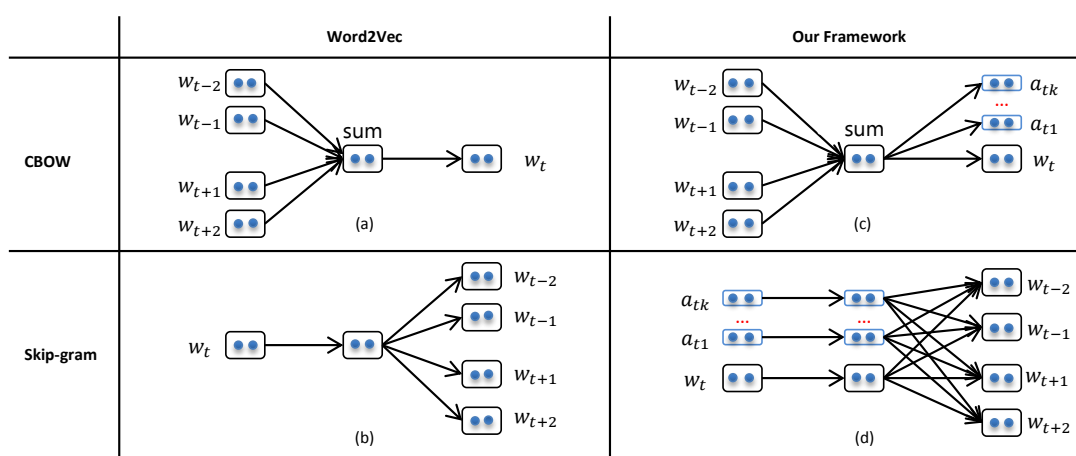 Word2Vec
Our Framework
CBOW
w_{t−2}
w_{t−1}
sum
w_t
w_{t+1}
w_{t+2}
(a)
w_{t−2}
w_{t−1}
sum
w_{t+1}
w_{t+2}
a_{tk}
...
a_{t1}
w_t
(c)
Skip-gram
w_t
w_{t−2}
w_{t−1}
w_{t+1}
w_{t+2}
(b)
a_{tk}
... ...
a_{t1}
w_t
w_{t−2}
w_{t−1}
w_{t+1}
w_{t+2}
(d)